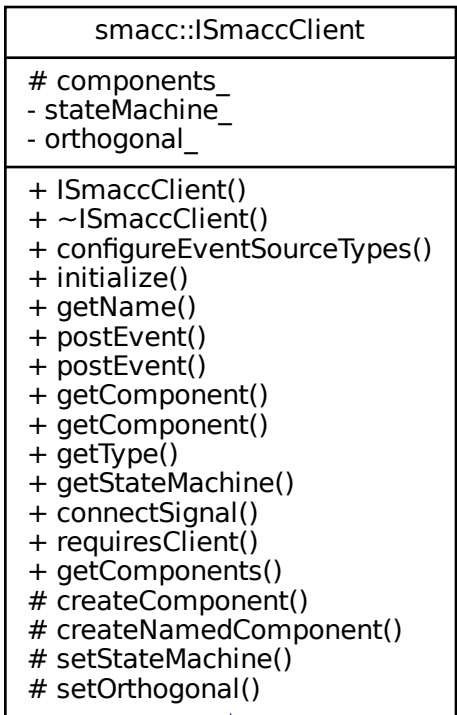 smacc::ISmaccClient
# components_
- stateMachine_
- orthogonal_
+ ISmaccClient()
+ ~ISmaccClient()
+ configureEventSourceTypes()
+ initialize()
+ getName()
+ postEvent()
+ postEvent()
+ getComponent()
+ getComponent()
+ getType()
+ getStateMachine()
+ connectSignal()
+ requiresClient()
+ getComponents()
# createComponent()
# createNamedComponent()
# setStateMachine()
# setOrthogonal()